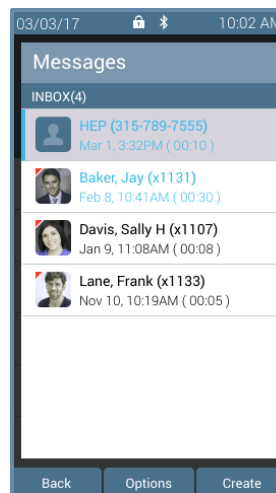 03/03/17 10:02 AM
Messages
INBOX(4)
HEP (315-789-7555)
Mar 1, 3:32PM ( 00:10 )
Baker, Jay (x1131)
Feb 8, 10:41AM ( 00:30 )
Davis, Sally H (x1107)
Jan 9, 11:08AM ( 00:08 )
Lane, Frank (x1133)
Nov 10, 10:19AM ( 00:05 )
Back Options Create